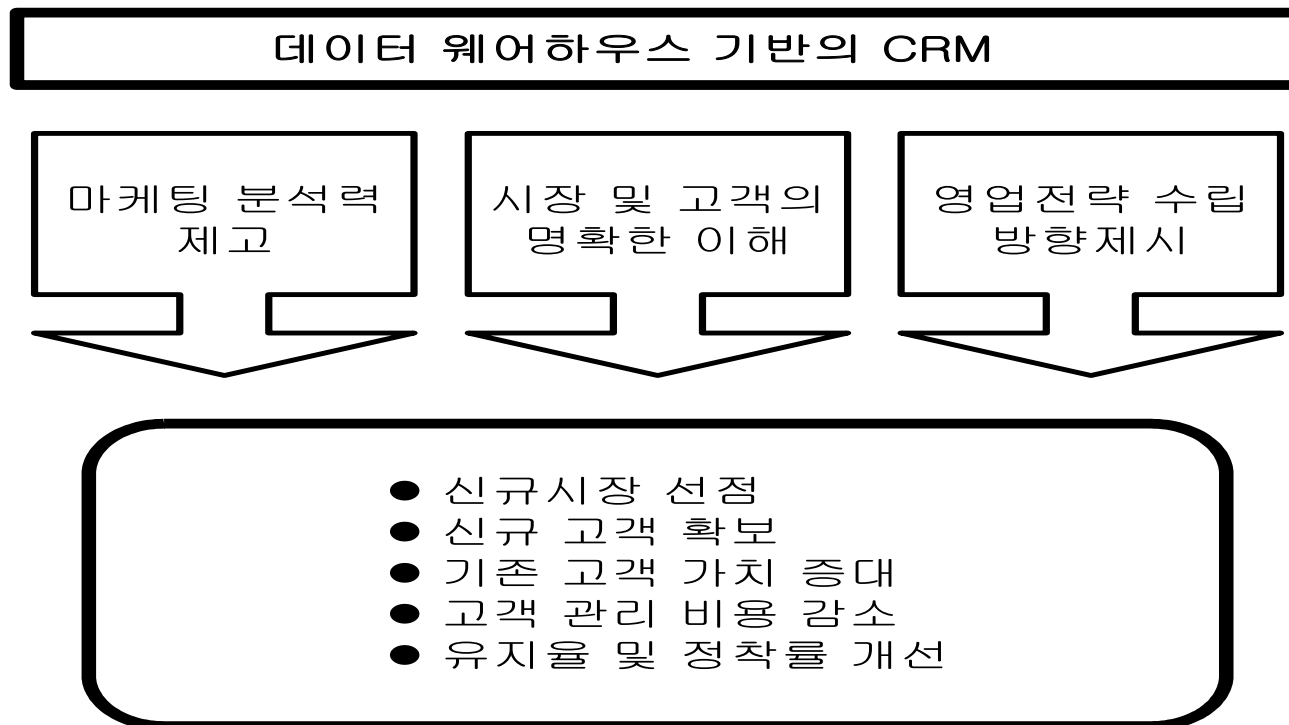 데이터 웨어하우스 기반의 CRM
마케팅 분석력
제고
시장 및 고객의
명확한 이해
영업전략 수립
방향제시
● 신규시장 선점
● 신규 고객 확보
● 기존 고객 가치 증대
● 고객 관리 비용 감소
● 유지율 및 정착률 개선